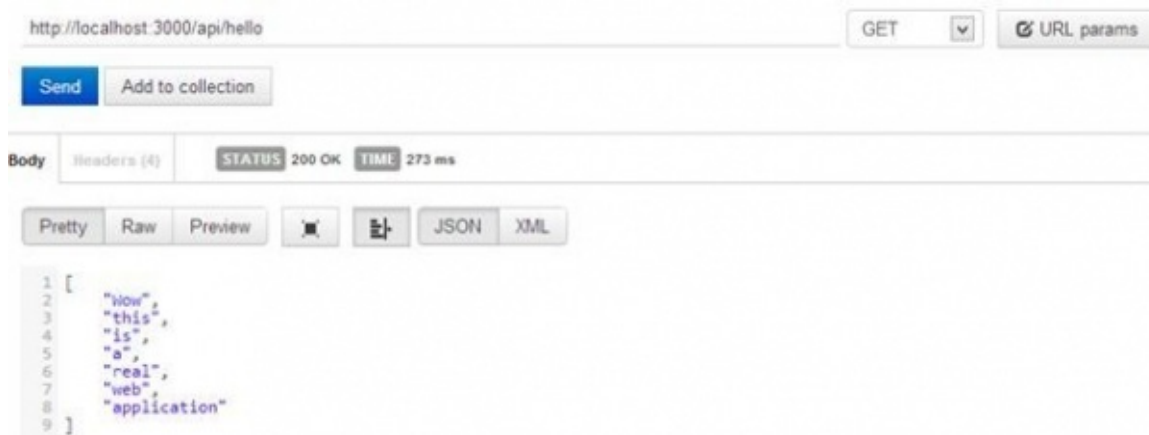 http://localhost:3000/api/hello GET URL params
Send Add to collection
Body Headers (4) STATUS 200 OK TIME 273 ms
Pretty Raw Preview JSON XML
1 [
2 "Wow",
3 "this",
4 "is",
5 "a",
6 "real",
7 "web",
8 "application"
9 ]